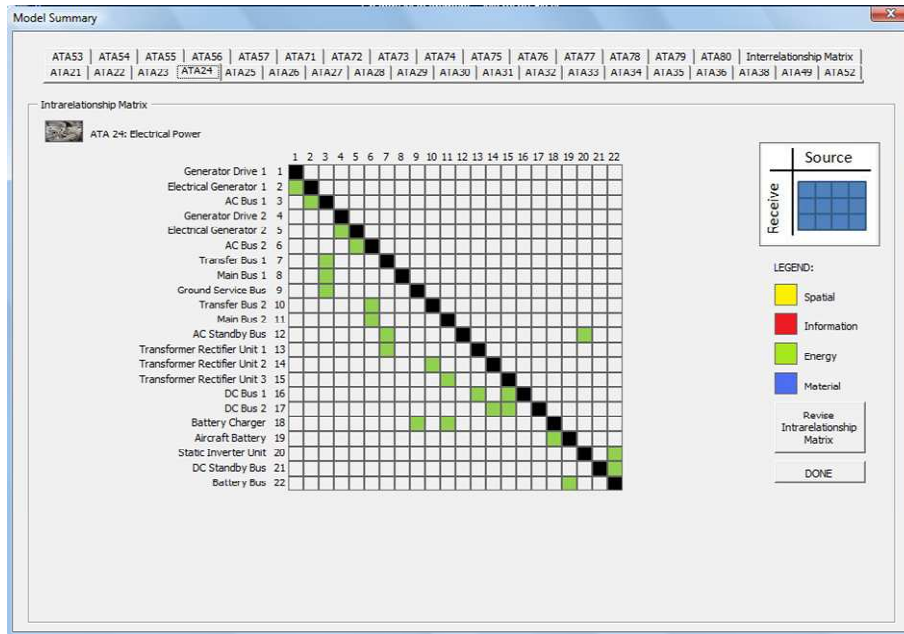 Model Summary
ATA53 ATA54 ATA55 ATA56 ATA57 ATA71 ATA72 ATA73 ATA74 ATA75 ATA76 ATA77 ATA78 ATA79 ATA80 Interrelationship Matrix
ATA21 ATA22 ATA23 ATA24 ATA25 ATA26 ATA27 ATA28 ATA29 ATA30 ATA31 ATA32 ATA33 ATA34 ATA35 ATA36 ATA38 ATA49 ATA52
Intrarelationship Matrix
ATA 24: Electrical Power
1 2 3 4 5 6 7 8 9 10 11 12 13 14 15 16 17 18 19 20 21 22
Generator Drive 1 1
Electrical Generator 1 2
AC Bus 1 3
Generator Drive 2 4
Electrical Generator 2 5
AC Bus 2 6
Transfer Bus 1 7
Main Bus 1 8
Ground Service Bus 9
Transfer Bus 2 10
Main Bus 2 11
AC Standby Bus 12
Transformer Rectifier Unit 1 13
Transformer Rectifier Unit 2 14
Transformer Rectifier Unit 3 15
DC Bus 1 16
DC Bus 2 17
Battery Charger 18
Aircraft Battery 19
Static Inverter Unit 20
DC Standby Bus 21
Battery Bus 22
Source
Receive
LEGEND:
Spatial
Information
Energy
Material
Revise
Intrarelationship
Matrix
DONE